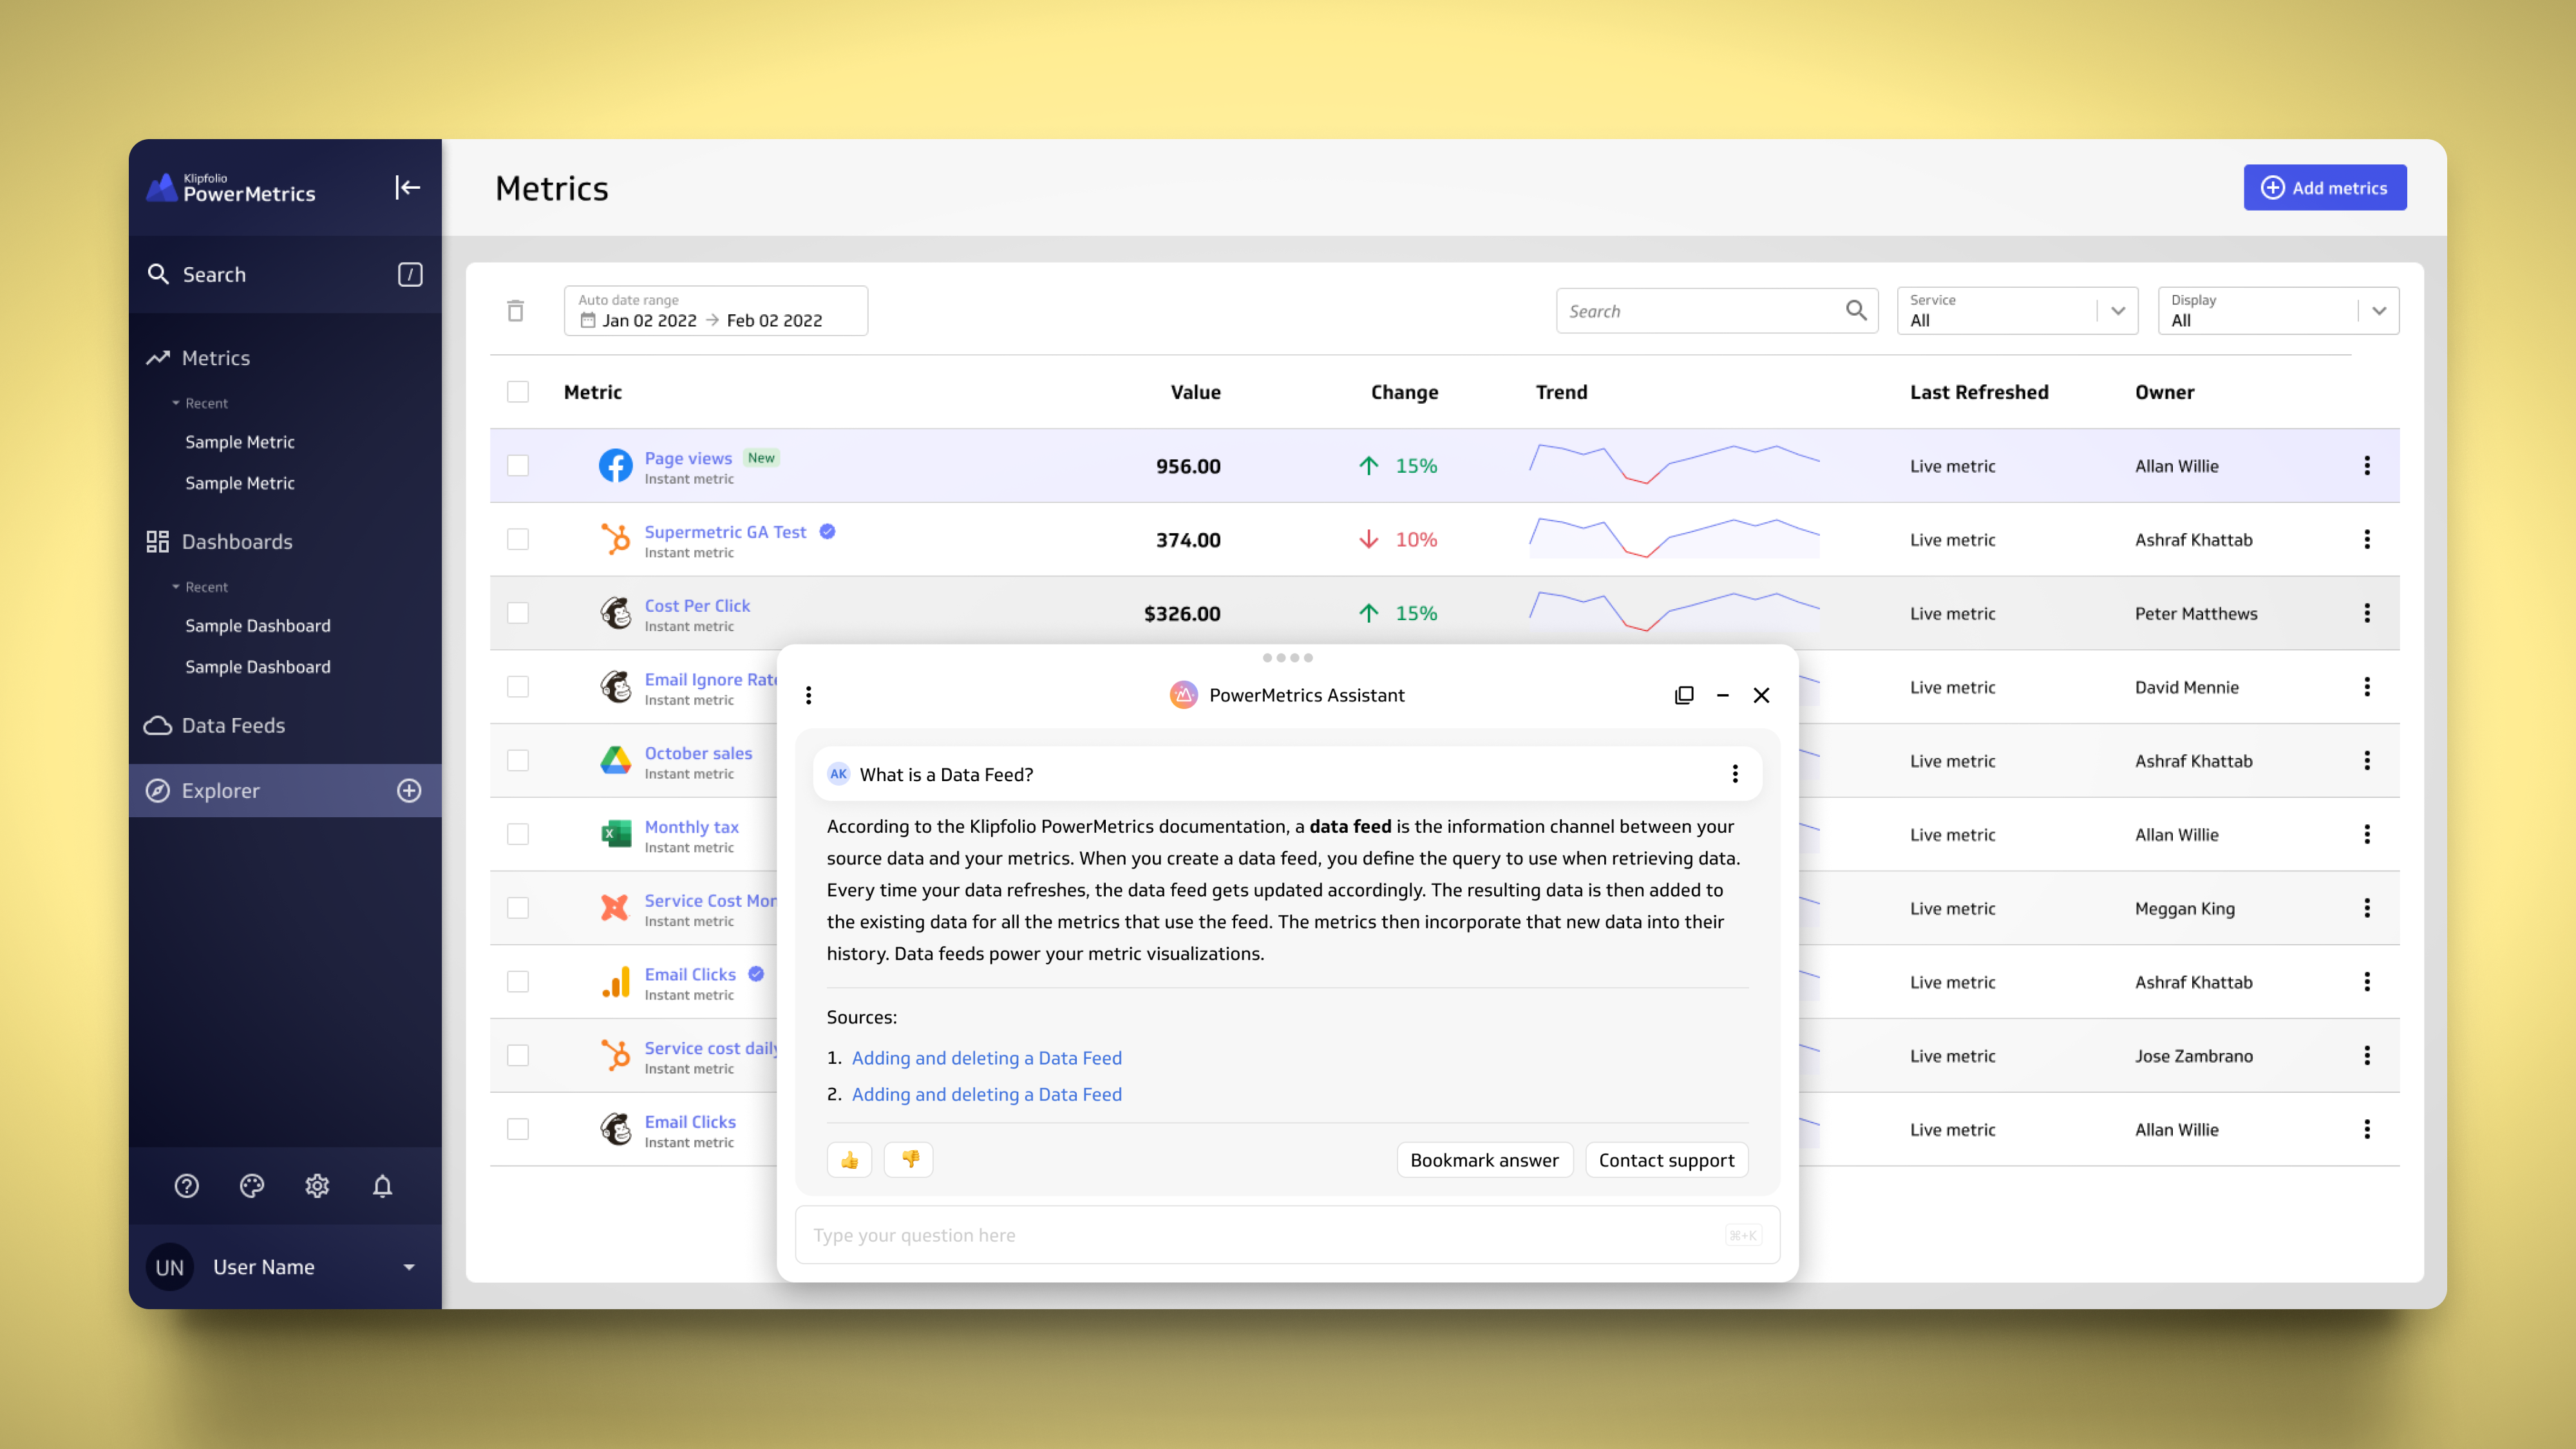 Klipfolio
PowerMetrics
Search /
Metrics
Recent
Sample Metric
Sample Metric
Dashboards
Recent
Sample Dashboard
Sample Dashboard
Data Feeds
Explorer
UN User Name
Metrics
Add metrics
Auto date range
Jan 02 2022 → Feb 02 2022
Search
Service
All
Display
All
Metric Value Change Trend Last Refreshed Owner
Page views New 956.00 ↑ 15% Live metric Allan Willie
Instant metric
Supermetric GA Test 374.00 ↓ 10% Live metric Ashraf Khattab
Instant metric
Cost Per Click $326.00 ↑ 15% Live metric Peter Matthews
Instant metric
Email Ignore Rate Live metric David Mennie
Instant metric
October sales Live metric Ashraf Khattab
Instant metric
Monthly tax Live metric Allan Willie
Instant metric
Service Cost Live metric Meggan King
Instant metric
Email Clicks Live metric Ashraf Khattab
Instant metric
Service cost daily Live metric Jose Zambrano
Instant metric
Email Clicks Live metric Allan Willie
Instant metric
PowerMetrics Assistant
AK What is a Data Feed?
According to the Klipfolio PowerMetrics documentation, a data feed is the information channel between your
source data and your metrics. When you create a data feed, you define the query to use when retrieving data.
Every time your data refreshes, the data feed gets updated accordingly. The resulting data is then added to
the existing data for all the metrics that use the feed. The metrics then incorporate that new data into their
history. Data feeds power your metric visualizations.
Sources:
1. Adding and deleting a Data Feed
2. Adding and deleting a Data Feed
Bookmark answer
Contact support
Type your question here ⌘+K